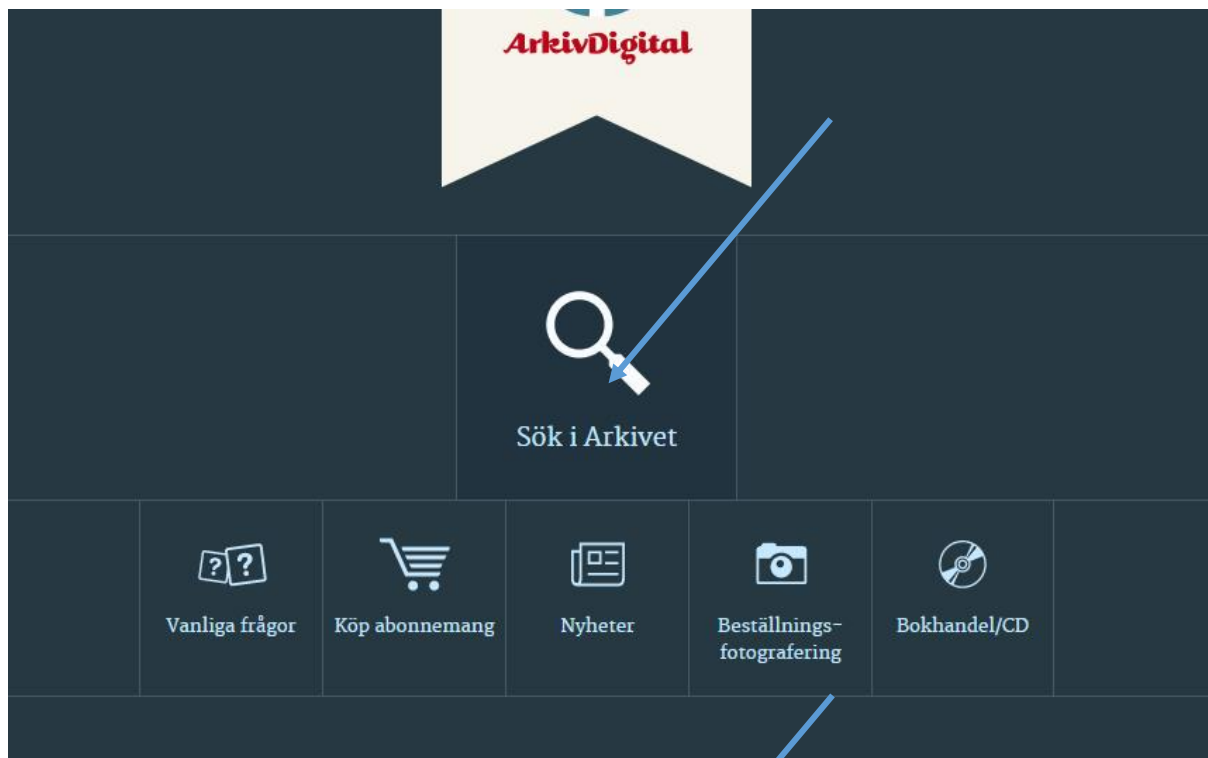 ArkivDigital
Sök i Arkivet
Vanliga frågor
Köp abonnemang
Nyheter
Beställnings-
fotografering
Bokhandel/CD